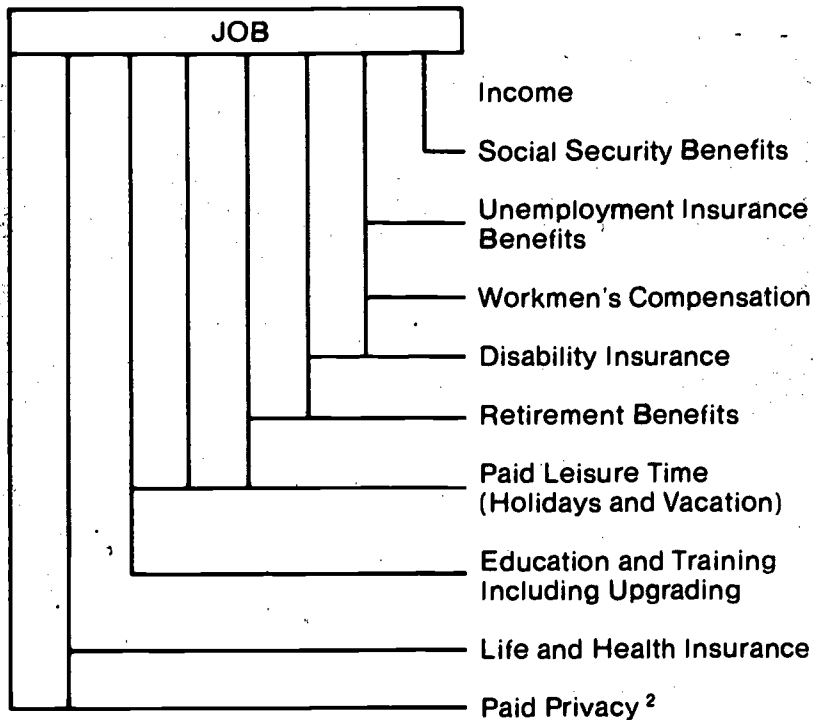 JOB
Income
Social Security Benefits
Unemployment Insurance
Benefits
Workmen's Compensation
Disability Insurance
Retirement Benefits
Paid Leisure Time
(Holidays and Vacation)
Education and Training
Including Upgrading
Life and Health Insurance
Paid Privacy ²